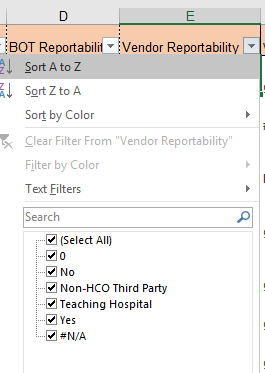 D E
BOT Reportabilit Vendor Reportability
Sort A to Z
Sort Z to A
Sort by Color
Clear Filter From "Vendor Reportability"
Filter by Color
Text Filters
Search
(Select All)
0
No
Non-HCO Third Party
Teaching Hospital
Yes
#N/A